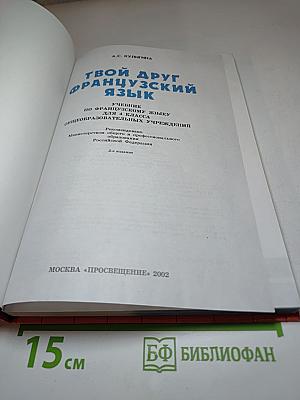 А.С. КУЛИГИНА
ТВОЙ ДРУГ
ФРАНЦУЗСКИЙ
ЯЗЫК
УЧЕБНИК
ПО ФРАНЦУЗСКОМУ ЯЗЫКУ
ДЛЯ 4 КЛАССА
ОБЩЕОБРАЗОВАТЕЛЬНЫХ УЧРЕЖДЕНИЙ
Рекомендовано
Министерством общего и профессионального
образования
Российской Федерации
МОСКВА «ПРОСВЕЩЕНИЕ» 2002
15 см
БФ БИБЛИОФАН